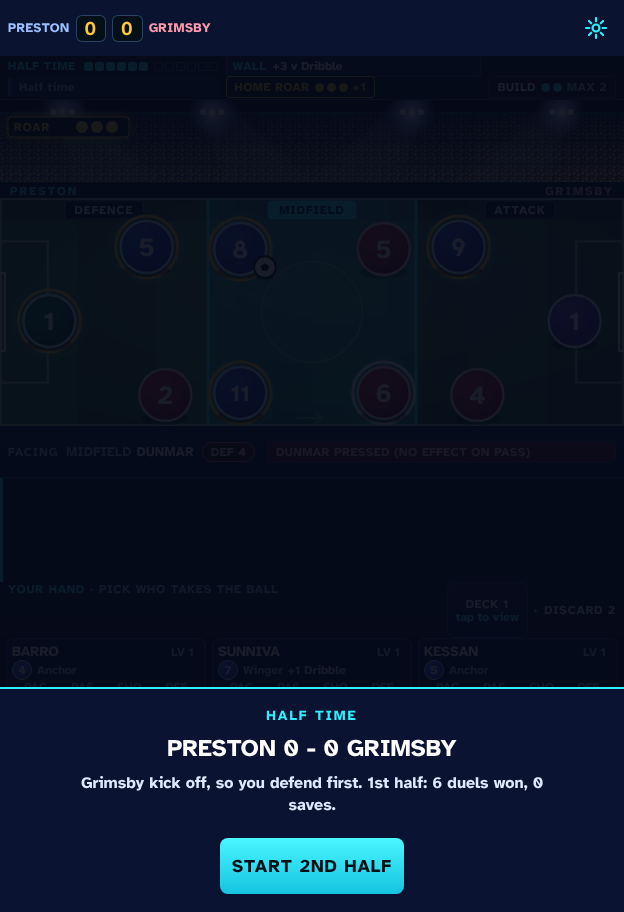 PRESTON 0 0 GRIMSBY
HALF TIME
WALL +3 v Dribble
Half time
HOME ROAR +1
BUILD MAX 2
ROAR
PRESTON
GRIMSBY
DEFENCE
MIDFIELD
ATTACK
5
8
5
9
1
1
2
11
6
4
FACING MIDFIELD DUNMAR DEF 4
DUNMAR PRESSED (NO EFFECT ON PASS)
YOUR HAND - PICK WHO TAKES THE BALL
DECK 1
tap to view
· DISCARD 2
BARRO LV 1
4 Anchor
SUNNIVA LV 1
7 Winger +1 Dribble
KESSAN LV 1
5 Anchor
HALF TIME
PRESTON 0 - 0 GRIMSBY
Grimsby kick off, so you defend first. 1st half: 6 duels won, 0
saves.
START 2ND HALF